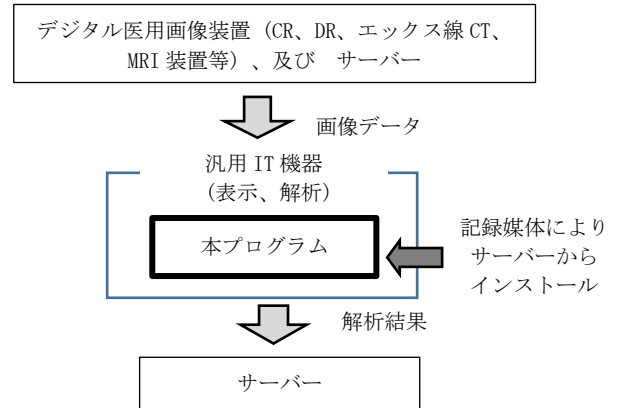 デジタル医用画像装置（CR、DR、エックス線 CT、
MRI 装置等）、及び サーバー
画像データ
汎用 IT 機器
（表示、解析）
本プログラム
記録媒体により
サーバーから
インストール
解析結果
サーバー